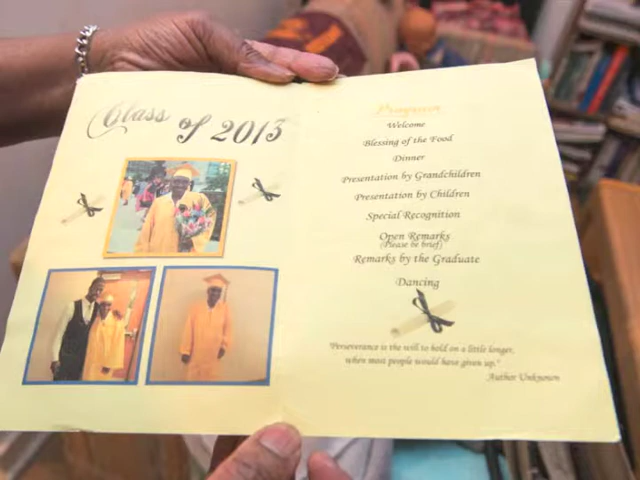 Class of 2013
Program
Welcome
Blessing of the Food
Dinner
Presentation by Grandchildren
Presentation by Children
Special Recognition
Open Remarks
(Please be brief)
Remarks by the Graduate
Dancing
"Perseverance is the will to hold on a little longer,
when most people would have given up."
Author Unknown